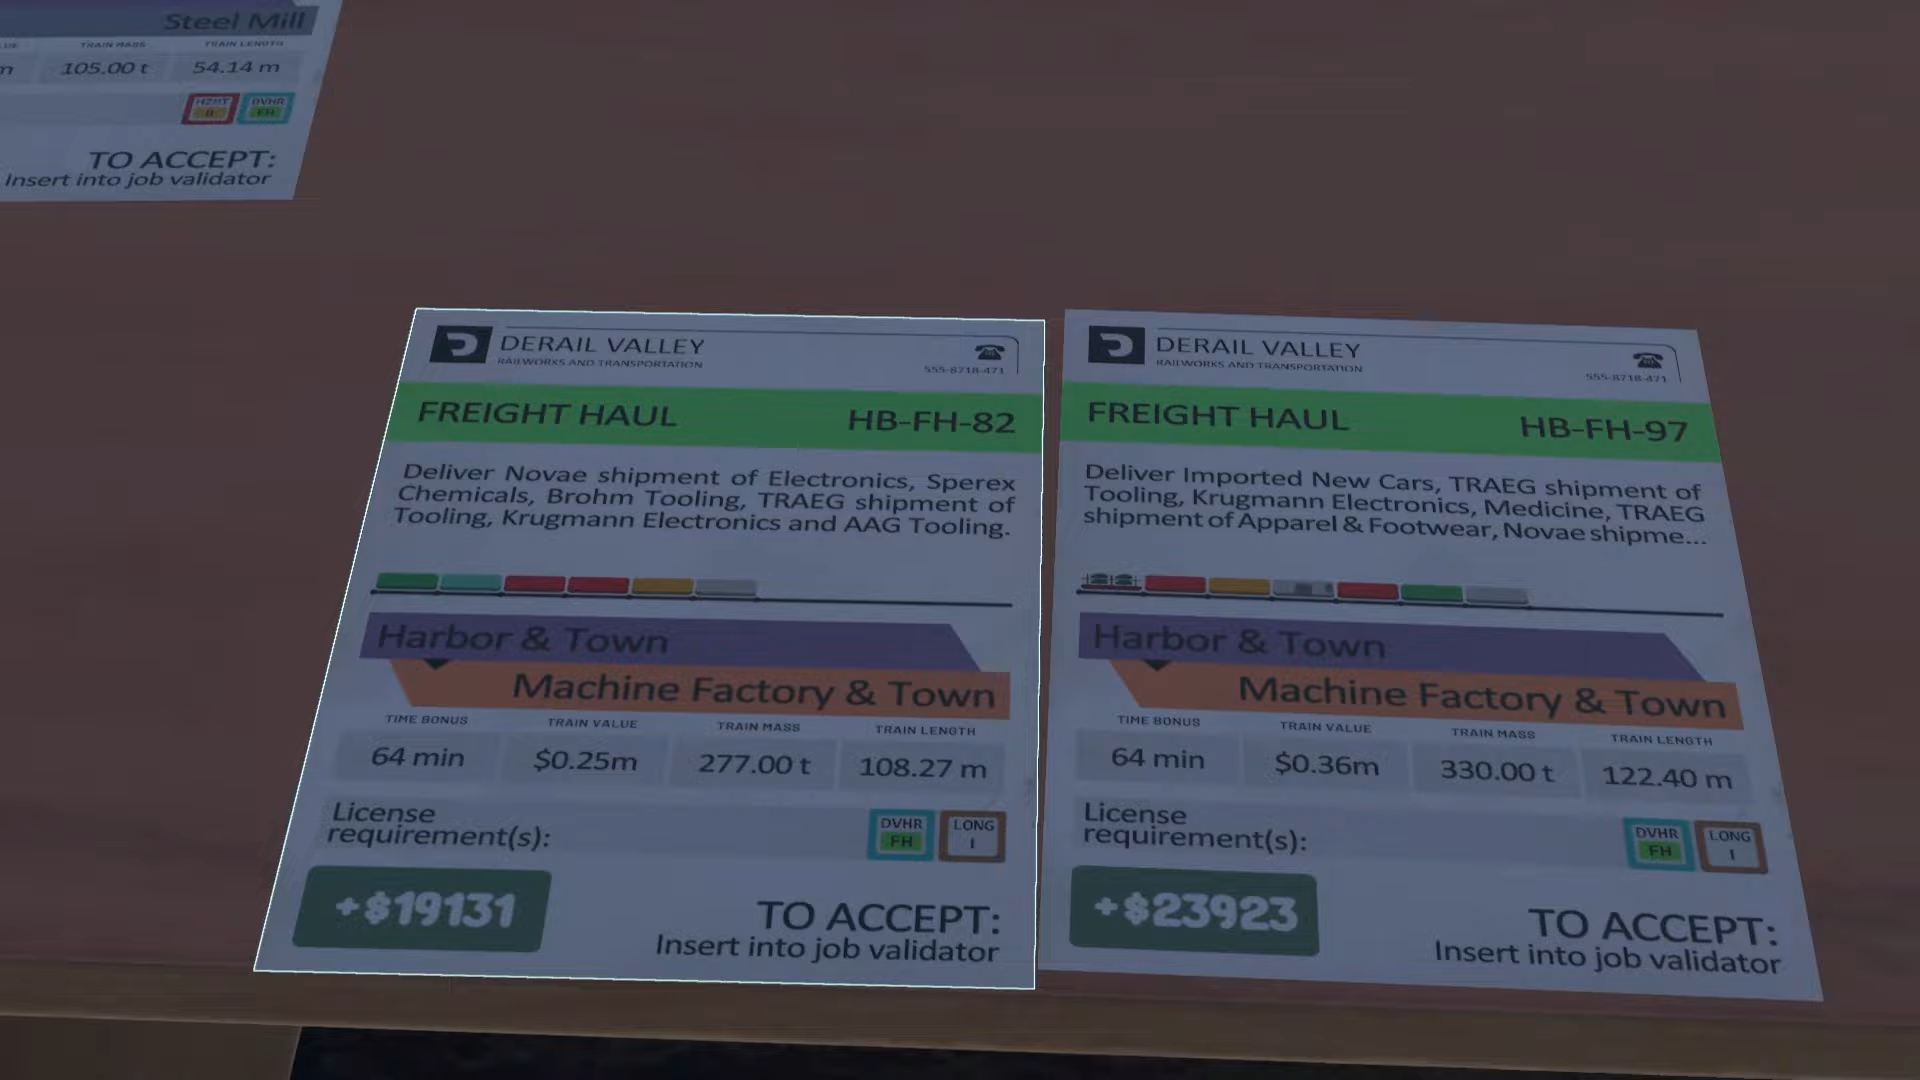 Steel Mill
TRAIN MASS TRAIN LENGTH
105.00 t 54.14 m
HZMT DVHR
FH
TO ACCEPT:
Insert into job validator
DERAIL VALLEY
RAILWORKS AND TRANSPORTATION
555-8718-471
FREIGHT HAUL HB-FH-82
Deliver Novae shipment of Electronics, Sperex
Chemicals, Brohm Tooling, TRAEG shipment of
Tooling, Krugmann Electronics and AAG Tooling.
Harbor & Town
Machine Factory & Town
TIME BONUS TRAIN VALUE TRAIN MASS TRAIN LENGTH
64 min $0.25m 277.00 t 108.27 m
License
requirement(s):
DVHR LONG
FH I
+$19131
TO ACCEPT:
Insert into job validator
DERAIL VALLEY
RAILWORKS AND TRANSPORTATION
555-8718-471
FREIGHT HAUL HB-FH-97
Deliver Imported New Cars, TRAEG shipment of
Tooling, Krugmann Electronics, Medicine, TRAEG
shipment of Apparel & Footwear, Novae shipme...
Harbor & Town
Machine Factory & Town
TIME BONUS TRAIN VALUE TRAIN MASS TRAIN LENGTH
64 min $0.36m 330.00 t 122.40 m
License
requirement(s):
DVHR LONG
FH I
+$23923
TO ACCEPT:
Insert into job validator